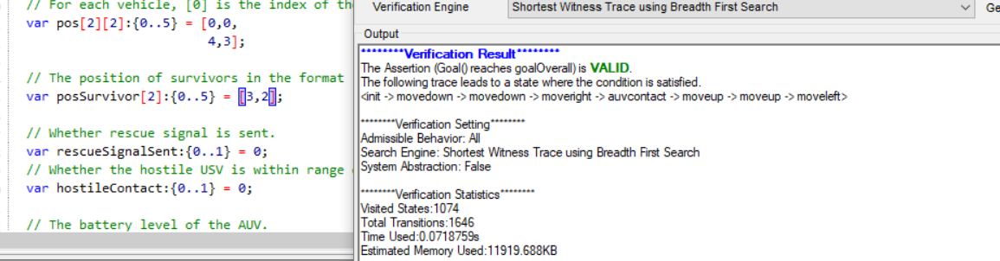 // For each vehicle, [0] is the index of th
var pos[2][2]:{0..5} = [0,0,
4,3];
// The position of survivors in the format
var posSurvivor[2]:{0..5} = [3,2];
// Whether rescue signal is sent.
var rescueSignalSent:{0..1} = 0;
// Whether the hostile USV is within range
var hostileContact:{0..1} = 0;
// The battery level of the AUV.
Verification Engine
Shortest Witness Trace using Breadth First Search
Ge
Output
********Verification Result********
The Assertion (Goal() reaches goalOverall) is VALID.
The following trace leads to a state where the condition is satisfied.
<init -> movedown -> movedown -> moveright -> auvcontact -> moveup -> moveup -> moveleft>
********Verification Setting********
Admissible Behavior: All
Search Engine: Shortest Witness Trace using Breadth First Search
System Abstraction: False
********Verification Statistics********
Visited States:1074
Total Transitions:1646
Time Used:0.0718759s
Estimated Memory Used:11919.688KB